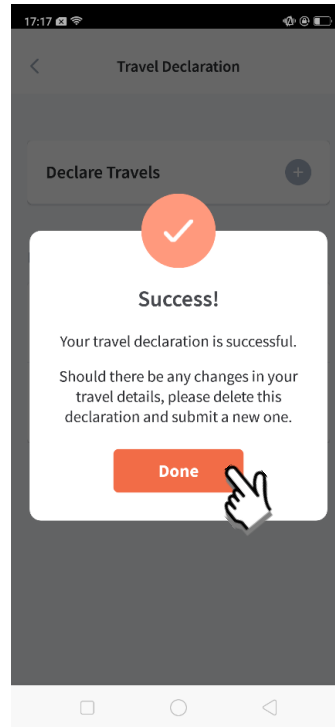 17:17
Travel Declaration
Declare Travels
Success!
Your travel declaration is successful.
Should there be any changes in your
travel details, please delete this
declaration and submit a new one.
Done